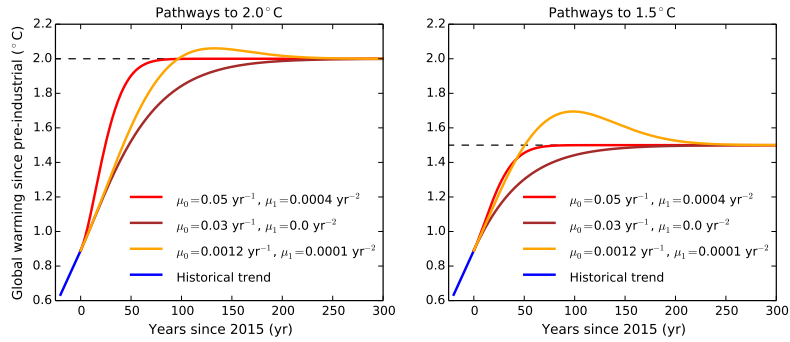 Pathways to 2.0°C
Global warming since pre-industrial (°C)
2.2
2.0
1.8
1.6
1.4
1.2
1.0
0.8
0.6
μ₀=0.05 yr⁻¹, μ₁=0.0004 yr⁻²
μ₀=0.03 yr⁻¹, μ₁=0.0 yr⁻²
μ₀=0.0012 yr⁻¹, μ₁=0.0001 yr⁻²
Historical trend
0 50 100 150 200 250 300
Years since 2015 (yr)
Pathways to 1.5°C
2.2
2.0
1.8
1.6
1.4
1.2
1.0
0.8
0.6
μ₀=0.05 yr⁻¹, μ₁=0.0004 yr⁻²
μ₀=0.03 yr⁻¹, μ₁=0.0 yr⁻²
μ₀=0.0012 yr⁻¹, μ₁=0.0001 yr⁻²
Historical trend
0 50 100 150 200 250 300
Years since 2015 (yr)